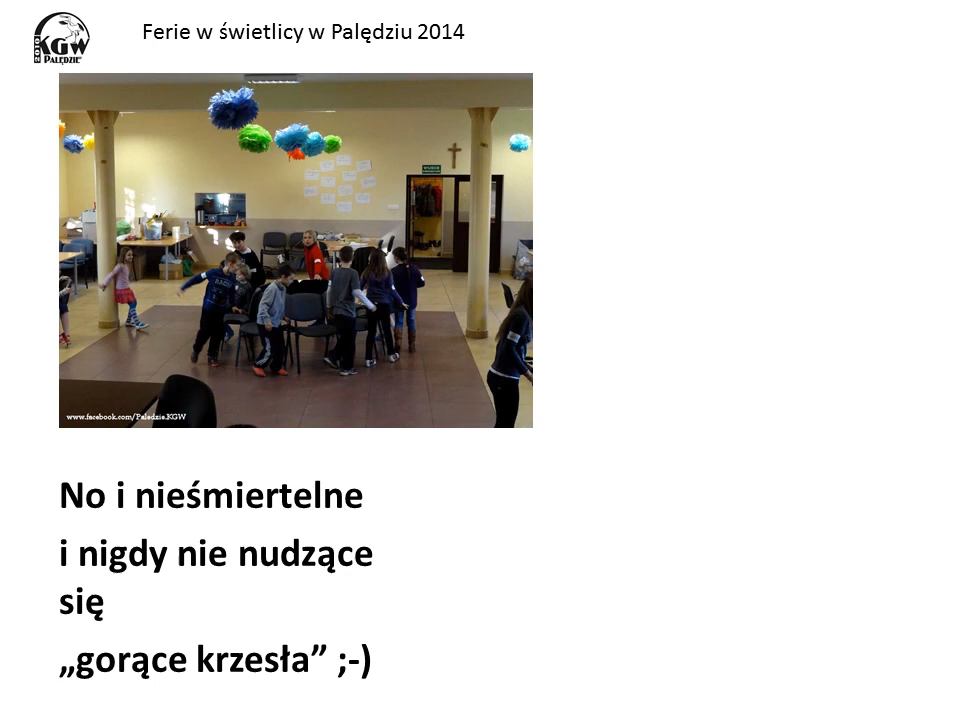 2010
KGW
PALĘDZIE
Ferie w świetlicy w Palędziu 2014
www.facebook.com/Paledzie.KGW
No i nieśmiertelne
i nigdy nie nudzące
się
„gorące krzesła” ;-)